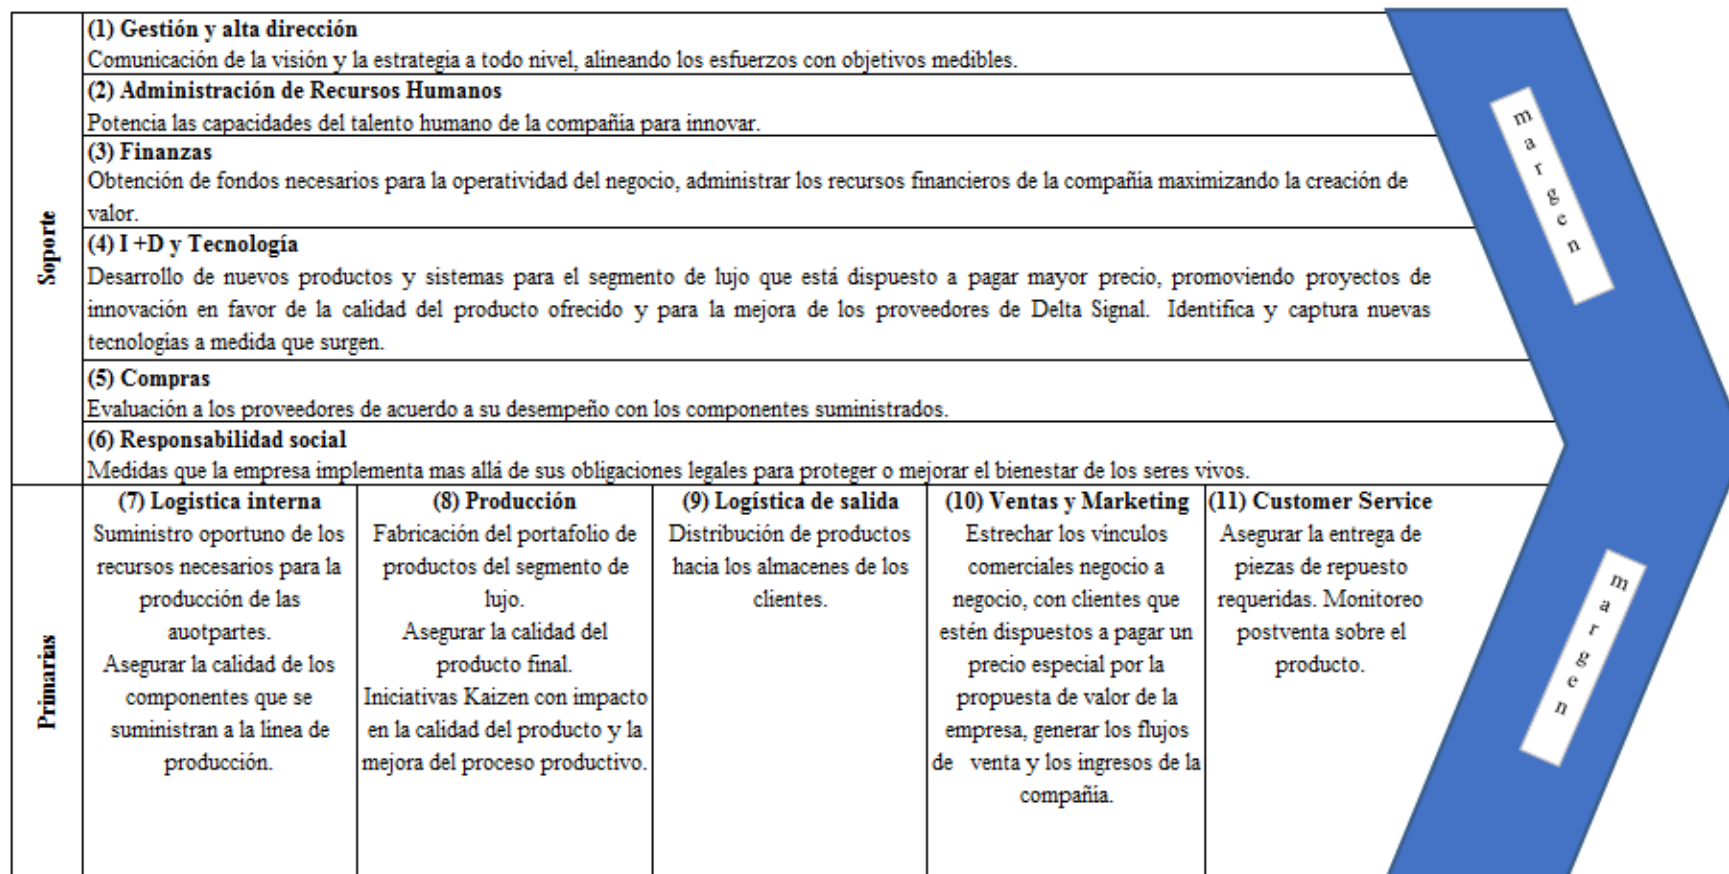 Soporte
(1) Gestión y alta dirección
Comunicación de la visión y la estrategia a todo nivel, alineando los esfuerzos con objetivos medibles.
(2) Administración de Recursos Humanos
Potencia las capacidades del talento humano de la compañia para innovar.
(3) Finanzas
Obtención de fondos necesarios para la operatividad del negocio, administrar los recursos financieros de la compañia maximizando la creación de
valor.
(4) I +D y Tecnología
Desarrollo de nuevos productos y sistemas para el segmento de lujo que está dispuesto a pagar mayor precio, promoviendo proyectos de
innovación en favor de la calidad del producto ofrecido y para la mejora de los proveedores de Delta Signal. Identifica y captura nuevas
tecnologías a medida que surgen.
(5) Compras
Evaluación a los proveedores de acuerdo a su desempeño con los componentes suministrados.
(6) Responsabilidad social
Medidas que la empresa implementa mas allá de sus obligaciones legales para proteger o mejorar el bienestar de los seres vivos.
margen
Primarias
(7) Logistica interna
Suministro oportuno de los
recursos necesarios para la
producción de las
auotpartes.
Asegurar la calidad de los
componentes que se
suministran a la línea de
producción.
(8) Producción
Fabricación del portafolio de
productos del segmento de
lujo.
Asegurar la calidad del
producto final.
Iniciativas Kaizen con impacto
en la calidad del producto y la
mejora del proceso productivo.
(9) Logística de salida
Distribución de productos
hacia los almacenes de los
clientes.
(10) Ventas y Marketing
Estrechar los vínculos
comerciales negocio a
negocio, con clientes que
estén dispuestos a pagar un
precio especial por la
propuesta de valor de la
empresa, generar los flujos
de venta y los ingresos de la
compañia.
(11) Customer Service
Asegurar la entrega de
piezas de repuesto
requeridas. Monitoreo
postventa sobre el
producto.
margen